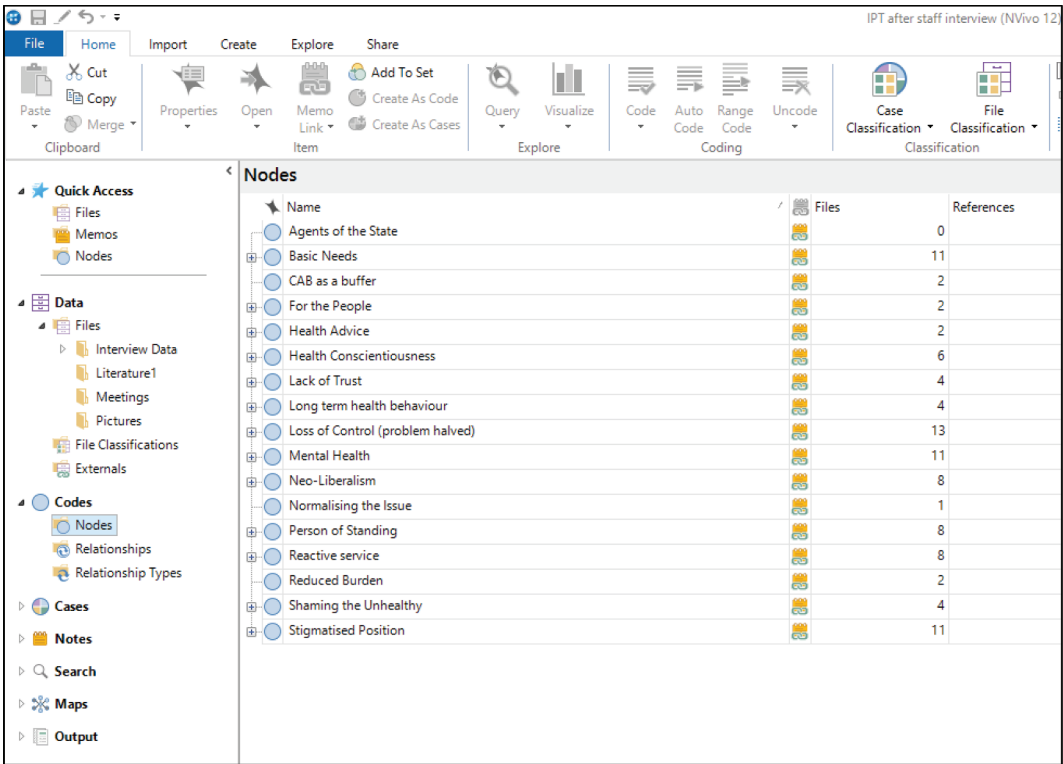 IPT after staff interview (NVivo 12)
File Home Import Create Explore Share
Paste
Cut
Copy
Merge
Clipboard
Properties
Open
Memo
Link
Add To Set
Create As Code
Create As Cases
Item
Query
Visualize
Explore
Code
Auto
Code
Range
Code
Uncode
Coding
Case
Classification
File
Classification
Classification
Quick Access
Files
Memos
Nodes
Data
Files
Interview Data
Literature1
Meetings
Pictures
File Classifications
Externals
Codes
Nodes
Relationships
Relationship Types
Cases
Notes
Search
Maps
Output
Nodes
Name Files References
Agents of the State 0
Basic Needs 11
CAB as a buffer 2
For the People 2
Health Advice 2
Health Conscientiousness 6
Lack of Trust 4
Long term health behaviour 4
Loss of Control (problem halved) 13
Mental Health 11
Neo-Liberalism 8
Normalising the Issue 1
Person of Standing 8
Reactive service 8
Reduced Burden 2
Shaming the Unhealthy 4
Stigmatised Position 11